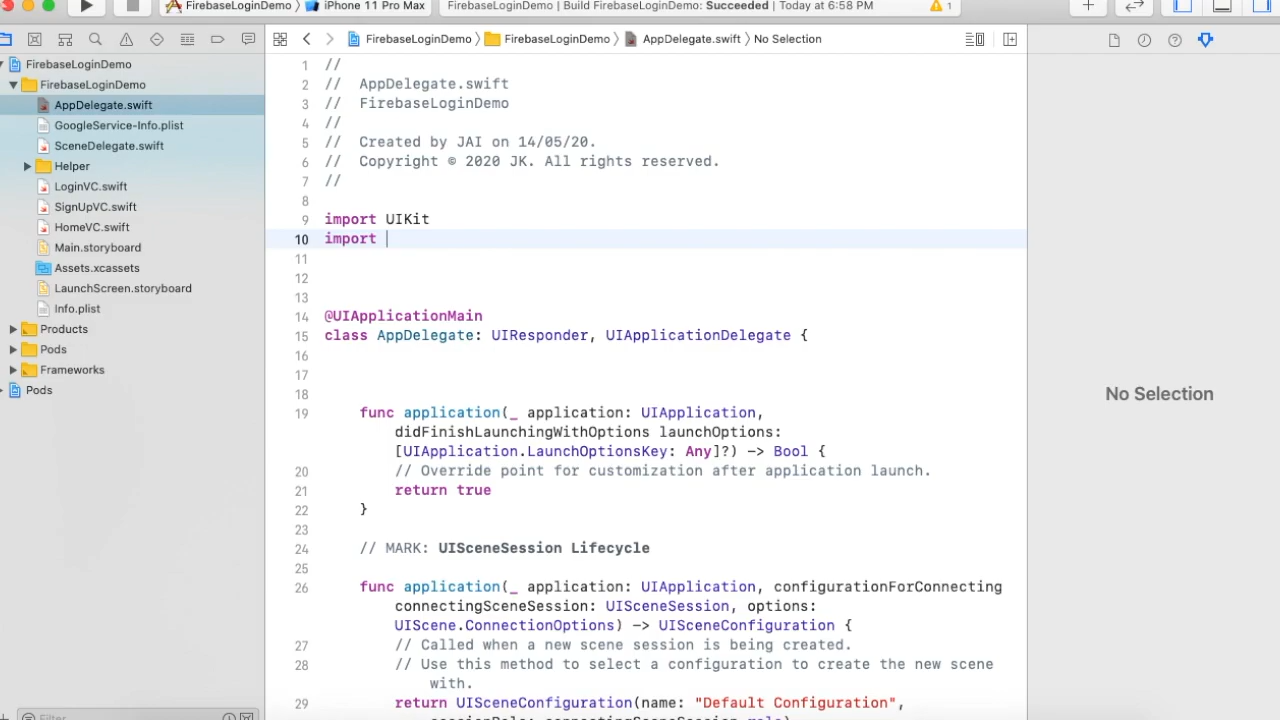 FirebaseLoginDemo 〉 iPhone 11 Pro Max
FirebaseLoginDemo | Build FirebaseLoginDemo: Succeeded | Today at 6:58 PM
1
FirebaseLoginDemo 〉 FirebaseLoginDemo 〉 AppDelegate.swift 〉 No Selection
FirebaseLoginDemo
FirebaseLoginDemo
AppDelegate.swift
GoogleService-Info.plist
SceneDelegate.swift
Helper
LoginVC.swift
SignUpVC.swift
HomeVC.swift
Main.storyboard
Assets.xcassets
LaunchScreen.storyboard
Info.plist
Products
Pods
Frameworks
Pods
Filter
1 //
2 // AppDelegate.swift
3 // FirebaseLoginDemo
4 //
5 // Created by JAI on 14/05/20.
6 // Copyright © 2020 JK. All rights reserved.
7 //
8
9 import UIKit
10 import
11
12
13
14 @UIApplicationMain
15 class AppDelegate: UIResponder, UIApplicationDelegate {
16
17
18
19 func application(_ application: UIApplication,
didFinishLaunchingWithOptions launchOptions:
[UIApplication.LaunchOptionsKey: Any]?) -> Bool {
20 // Override point for customization after application launch.
21 return true
22 }
23
24 // MARK: UISceneSession Lifecycle
25
26 func application(_ application: UIApplication, configurationForConnecting
connectingSceneSession: UISceneSession, options:
UIScene.ConnectionOptions) -> UISceneConfiguration {
27 // Called when a new scene session is being created.
28 // Use this method to select a configuration to create the new scene
with.
29 return UISceneConfiguration(name: "Default Configuration",
sessionRole: connectingSceneSession.role)
No Selection